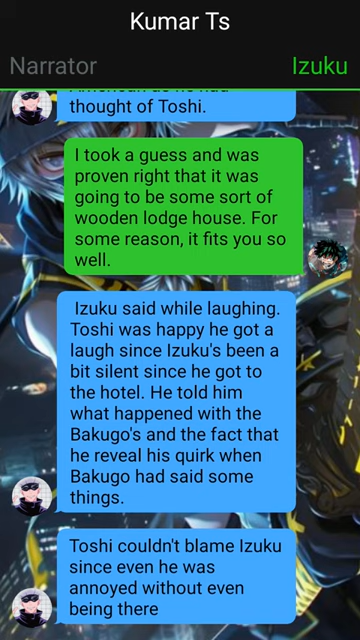 Kumar Ts
Narrator
Izuku
thought of Toshi.
I took a guess and was
proven right that it was
going to be some sort of
wooden lodge house. For
some reason, it fits you so
well.
Izuku said while laughing.
Toshi was happy he got a
laugh since Izuku's been a
bit silent since he got to
the hotel. He told him
what happened with the
Bakugo's and the fact that
he reveal his quirk when
Bakugo had said some
things.
Toshi couldn't blame Izuku
since even he was
annoyed without even
being there